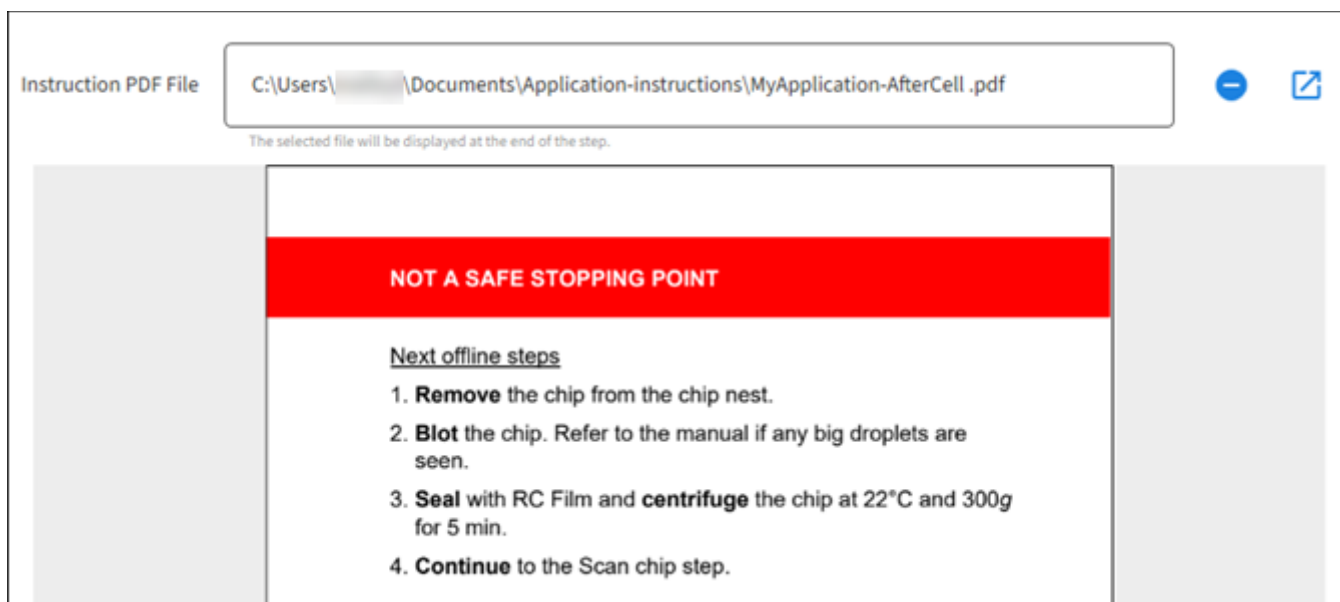 Instruction PDF File
C:\Users\ \Documents\Application-instructions\MyApplication-AfterCell .pdf
The selected file will be displayed at the end of the step.
NOT A SAFE STOPPING POINT
Next offline steps
1. Remove the chip from the chip nest.
2. Blot the chip. Refer to the manual if any big droplets are
seen.
3. Seal with RC Film and centrifuge the chip at 22°C and 300g
for 5 min.
4. Continue to the Scan chip step.